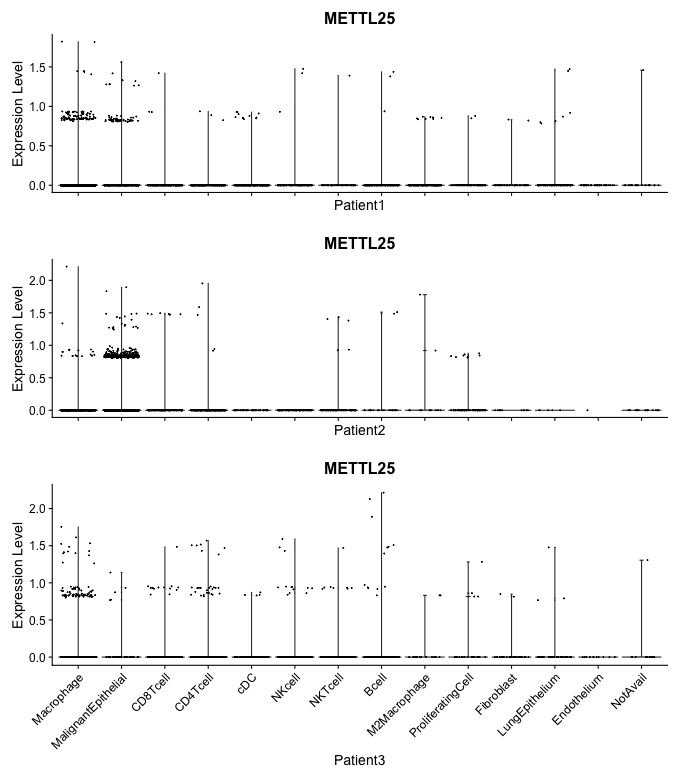 METTL25
Expression Level
1.5
1.0
0.5
0.0
Patient1
METTL25
Expression Level
2.0
1.5
1.0
0.5
0.0
Patient2
METTL25
Expression Level
2.0
1.5
1.0
0.5
0.0
Macrophage
MalignantEpithelial
CD8Tcell
CD4Tcell
cDC
NKcell
NKTcell
Bcell
M2Macrophage
ProliferatingCell
Fibroblast
LungEpithelium
Endothelium
NotAvail
Patient3